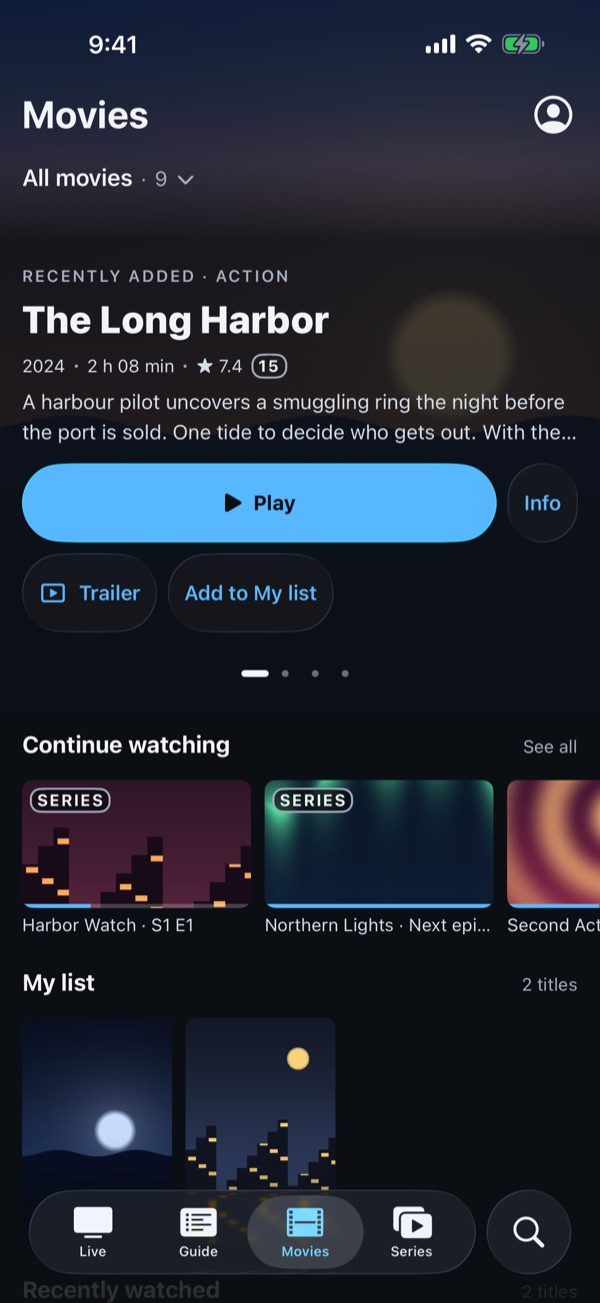 9:41
Movies
All movies · 9
RECENTLY ADDED · ACTION
The Long Harbor
2024 · 2 h 08 min · ★ 7.4 15
A harbour pilot uncovers a smuggling ring the night before
the port is sold. One tide to decide who gets out. With the...
Play
Info
Trailer
Add to My list
Continue watching
See all
SERIES
SERIES
Harbor Watch · S1 E1
Northern Lights · Next epi...
Second Act
My list
2 titles
Live
Guide
Movies
Series
Recently watched
2 titles